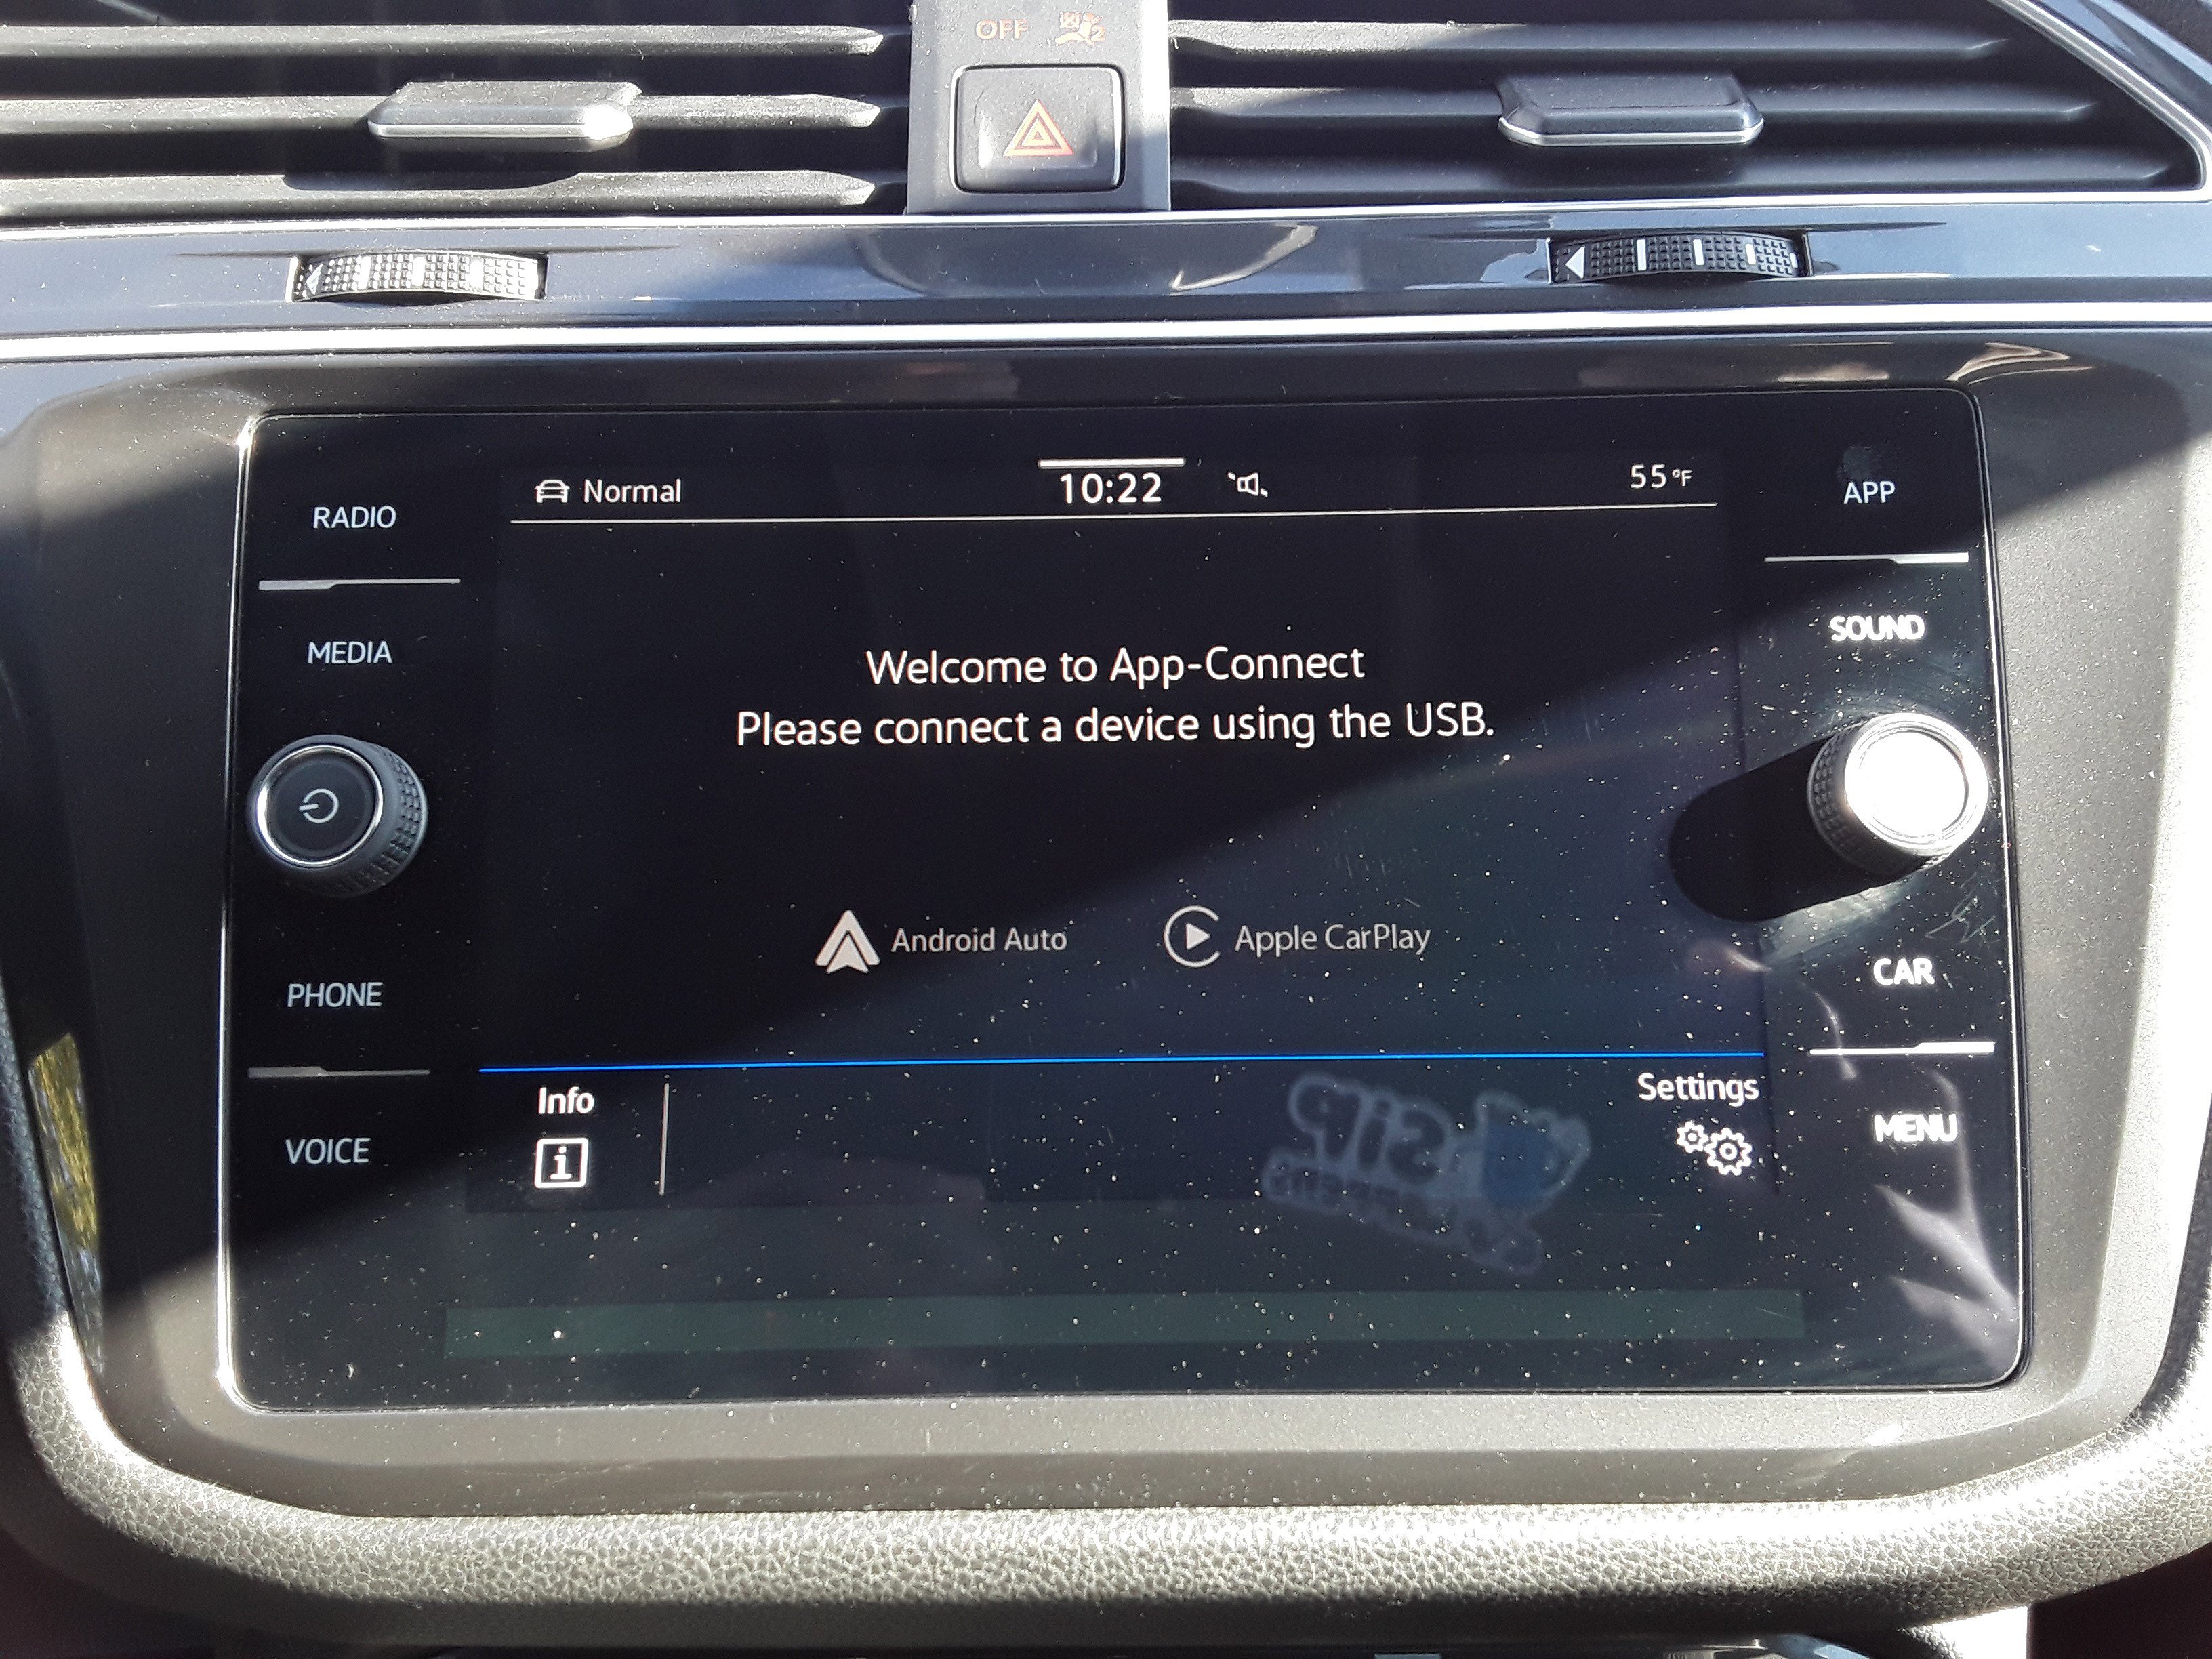 OFF
Normal
10:22
55°F
RADIO
MEDIA
PHONE
VOICE
Welcome to App-Connect
Please connect a device using the USB.
Android Auto
Apple CarPlay
Info
i
Settings
APP
SOUND
CAR
MENU